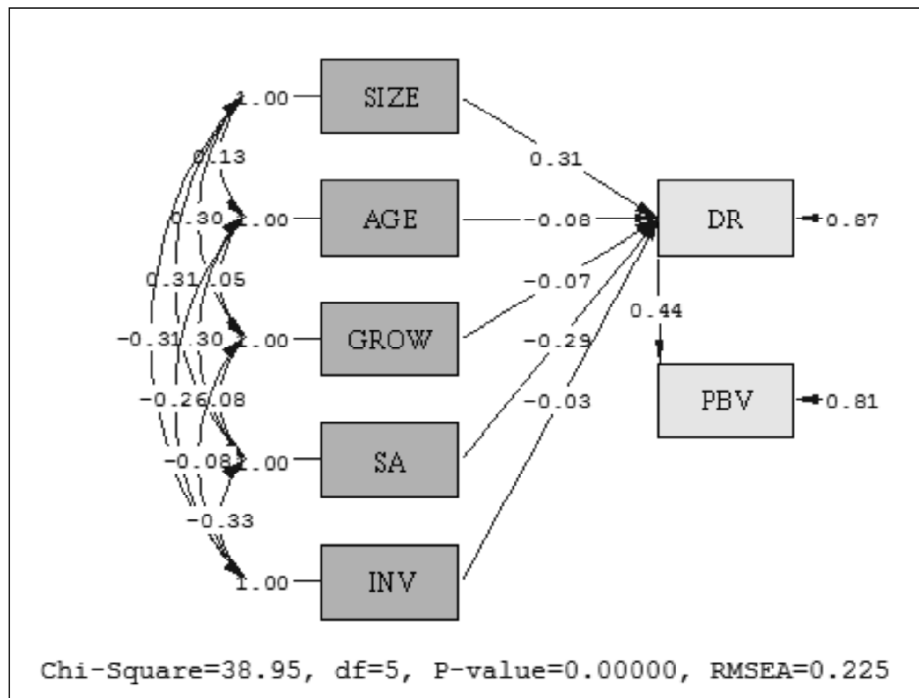 1.00 SIZE
0.13 0.31
1.00 AGE -0.08 DR 0.87
0.30
0.31 .05 -0.07 0.44
-0.31 .30 1.00 GROW -0.29
-0.26 .08 -0.03 PBV 0.81
-0.08 1.00 SA
-0.33
1.00 INV
Chi-Square=38.95, df=5, P-value=0.00000, RMSEA=0.225